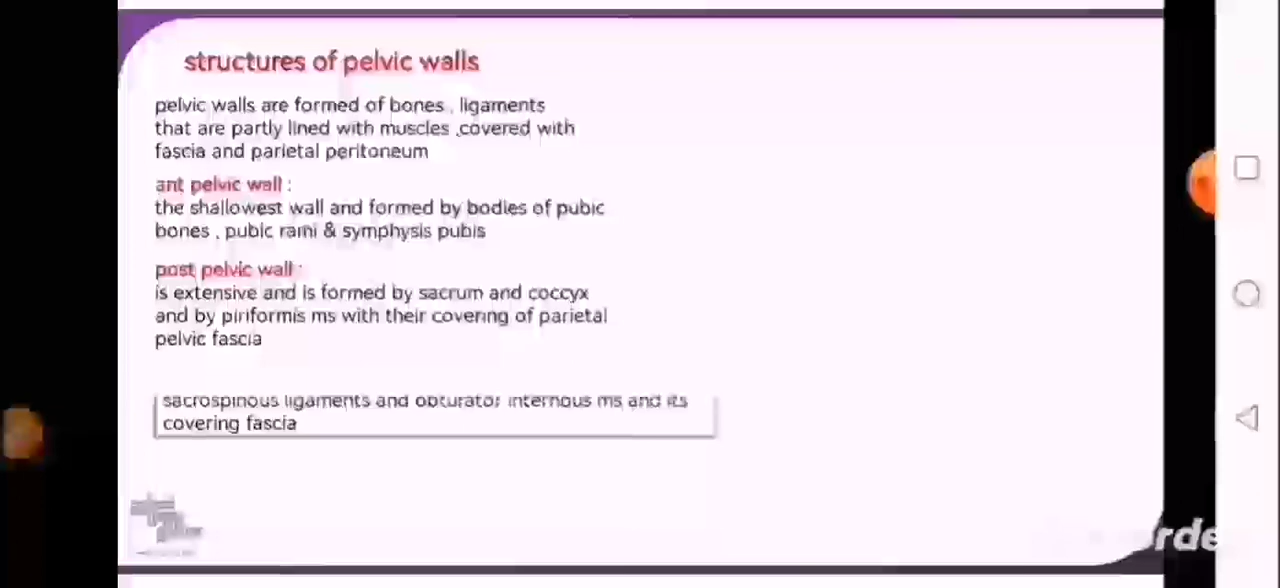 structures of pelvic walls
pelvic walls are formed of bones , ligaments
that are partly lined with muscles ,covered with
fascia and parietal peritoneum
ant pelvic wall :
the shallowest wall and formed by bodies of pubic
bones , pubic rami & symphysis pubis
post pelvic wall :
is extensive and is formed by sacrum and coccyx
and by piriformis ms with their covering of parietal
pelvic fascia
sacrospinous ligaments and obturator internous ms and its
covering fascia